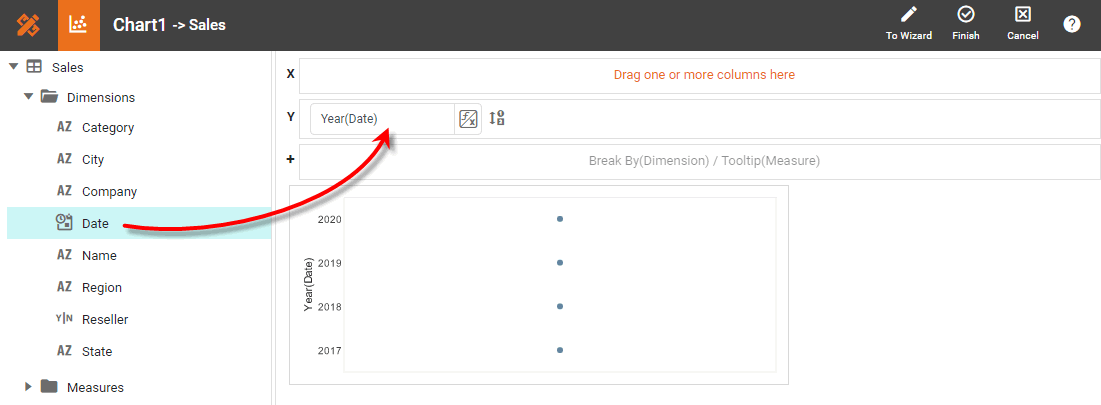 Chart1 -> Sales
To Wizard
Finish
Cancel
?
Sales
Dimensions
AZ Category
AZ City
AZ Company
Date
AZ Name
AZ Region
Y|N Reseller
AZ State
Measures
X Drag one or more columns here
Y Year(Date)
+ Break By(Dimension) / Tooltip(Measure)
Year(Date)
2020
2019
2018
2017